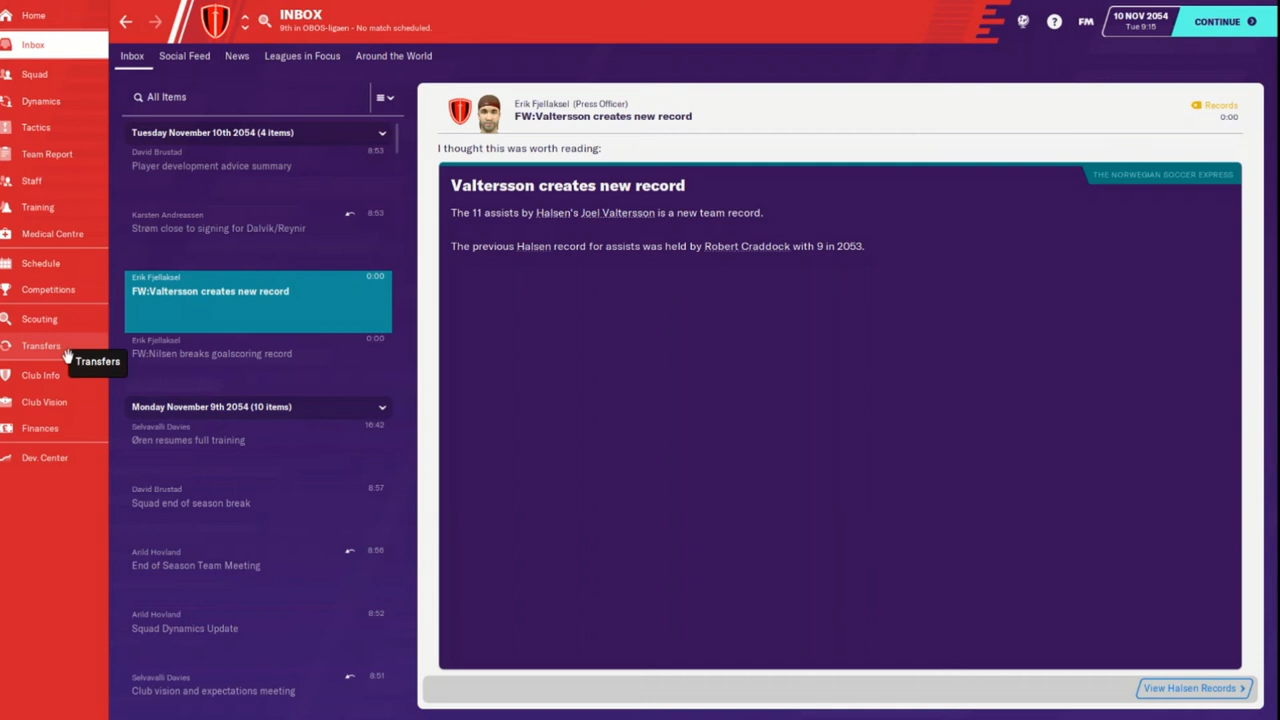 Home
Inbox
Squad
Dynamics
Tactics
Team Report
Staff
Training
Medical Centre
Schedule
Competitions
Scouting
Transfers
Transfers
Club Info
Club Vision
Finances
Dev. Center
INBOX
9th in OBOS-ligaen - No match scheduled.
?
FM
10 NOV 2054
Tue 9:15
CONTINUE
Inbox Social Feed News Leagues in Focus Around the World
All Items
Tuesday November 10th 2054 (4 items)
David Brustad 8:53
Player development advice summary
Karsten Andreassen 8:53
Strøm close to signing for Dalvík/Reynir
Erik Fjellaksel 0:00
FW:Valtersson creates new record
Erik Fjellaksel 0:00
FW:Nilsen breaks goalscoring record
Monday November 9th 2054 (10 items)
Selvavalli Davies 16:42
Øren resumes full training
David Brustad 8:57
Squad end of season break
Arild Hovland 8:56
End of Season Team Meeting
Arild Hovland 8:52
Squad Dynamics Update
Selvavalli Davies 8:51
Club vision and expectations meeting
Erik Fjellaksel (Press Officer)
FW:Valtersson creates new record
Records
0:00
I thought this was worth reading:
THE NORWEGIAN SOCCER EXPRESS
Valtersson creates new record
The 11 assists by Halsen's Joel Valtersson is a new team record.
The previous Halsen record for assists was held by Robert Craddock with 9 in 2053.
View Halsen Records